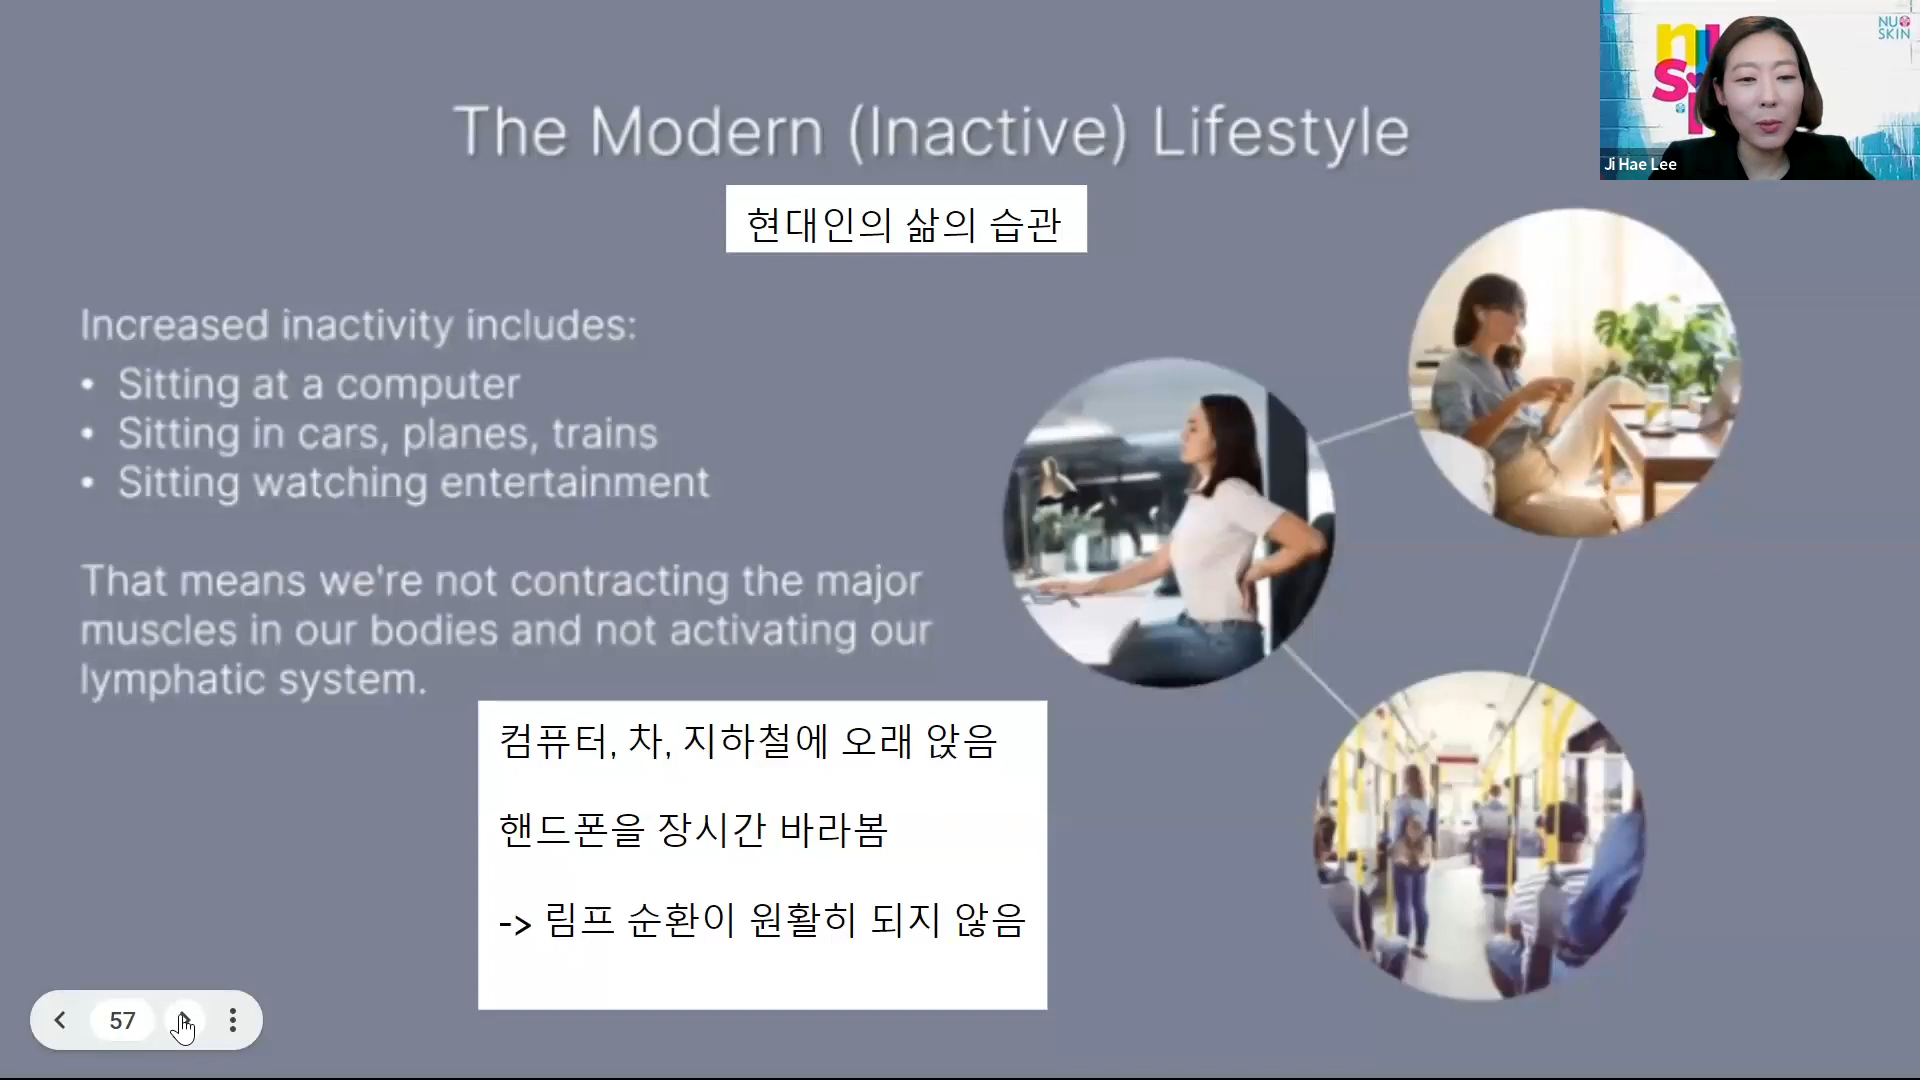 The Modern (Inactive) Lifestyle
현대인의 삶의 습관
Increased inactivity includes:
• Sitting at a computer
• Sitting in cars, planes, trains
• Sitting watching entertainment
That means we're not contracting the major
muscles in our bodies and not activating our
lymphatic system.
컴퓨터, 차, 지하철에 오래 앉음
핸드폰을 장시간 바라봄
-> 림프 순환이 원활히 되지 않음
57
NU SKIN
Ji Hae Lee